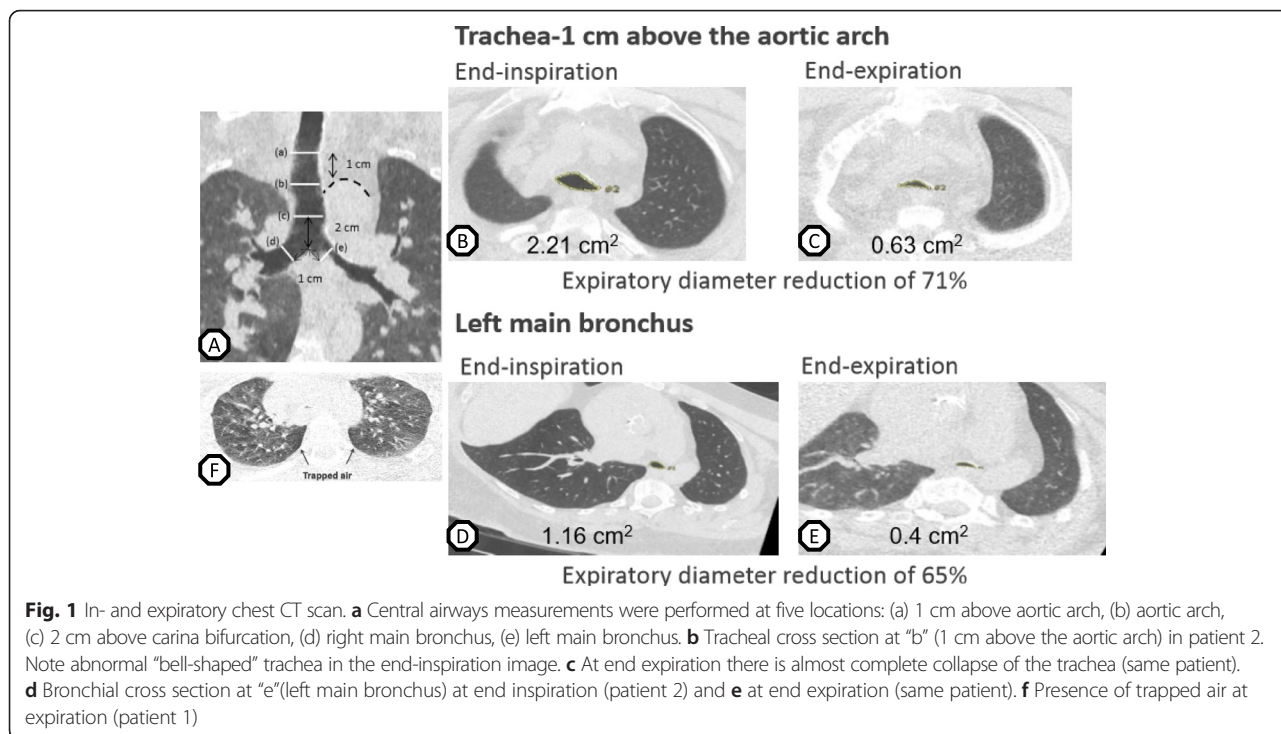 Trachea-1 cm above the aortic arch
End-inspiration
End-expiration
(a)
1 cm
(b)
(c)
2 cm
(d)
(e)
1 cm
A
#2
B
2.21 cm²
#2
C
0.63 cm²
Expiratory diameter reduction of 71%
Left main bronchus
End-inspiration
End-expiration
Trapped air
F
D
1.16 cm²
E
0.4 cm²
Expiratory diameter reduction of 65%
Fig. 1 In- and expiratory chest CT scan. a Central airways measurements were performed at five locations: (a) 1 cm above aortic arch, (b) aortic arch,
(c) 2 cm above carina bifurcation, (d) right main bronchus, (e) left main bronchus. b Tracheal cross section at “b” (1 cm above the aortic arch) in patient 2.
Note abnormal “bell-shaped” trachea in the end-inspiration image. c At end expiration there is almost complete collapse of the trachea (same patient).
d Bronchial cross section at “e”(left main bronchus) at end inspiration (patient 2) and e at end expiration (same patient). f Presence of trapped air at
expiration (patient 1)